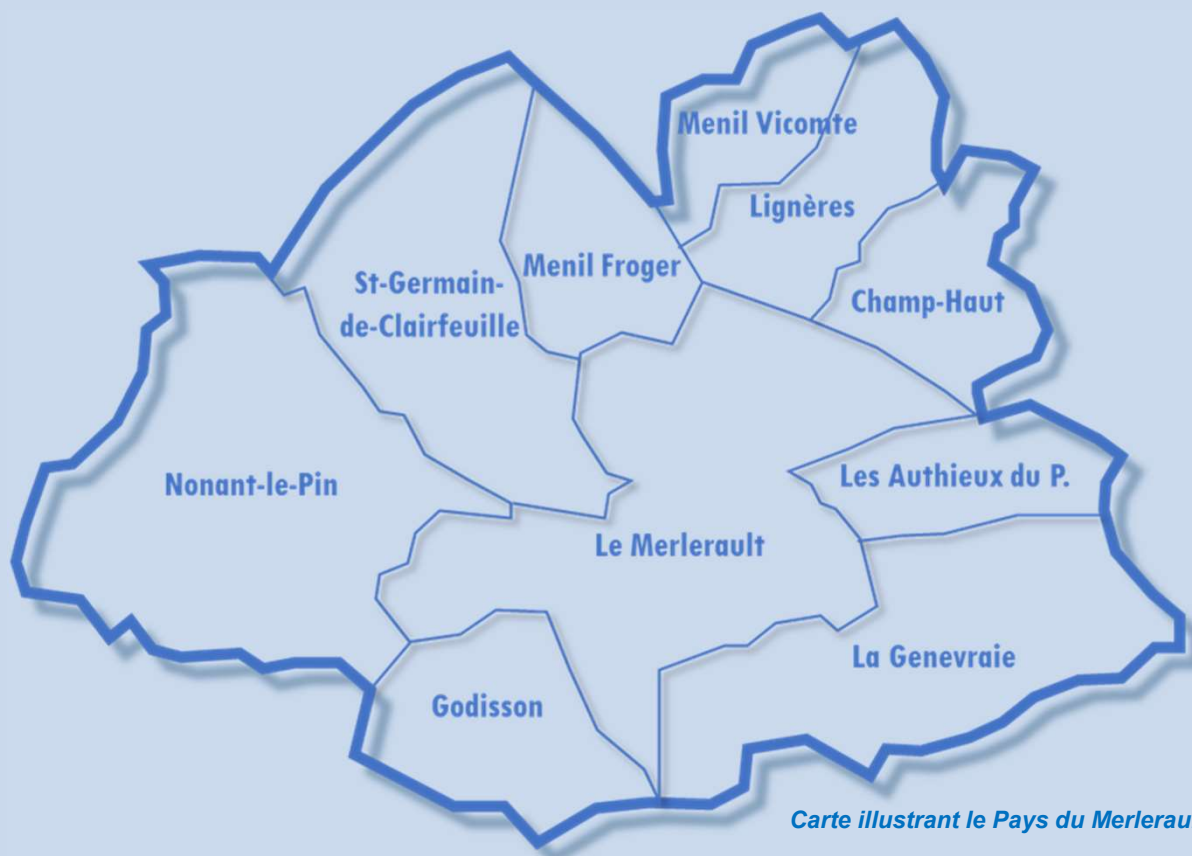 Menil Vicomte
Lignères
Menil Froger
St-Germain-
de-Clairfeuille
Champ-Haut
Nonant-le-Pin
Les Authieux du P.
Le Merlerault
La Genevraie
Godisson
Carte illustrant le Pays du Merlerau